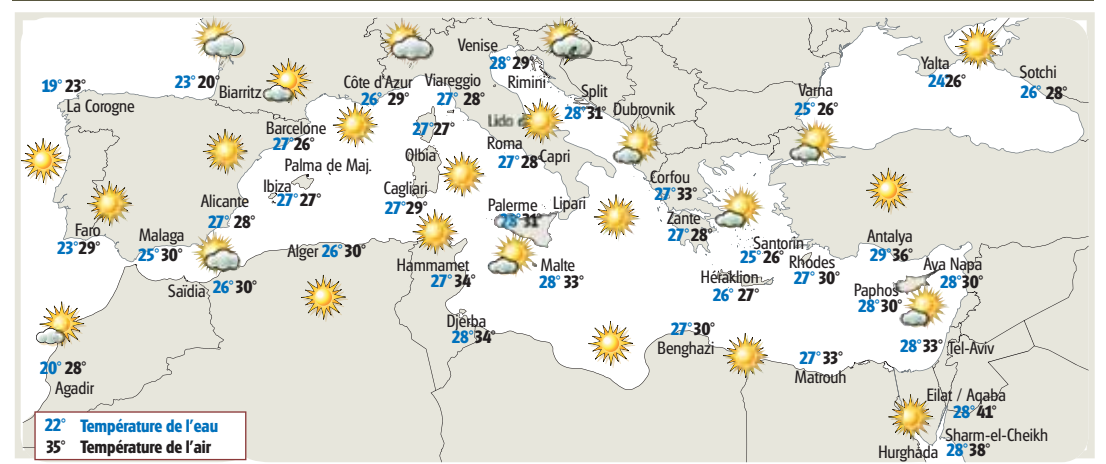 19° 23°
La Corogne
23° 20°
Biarritz
Côte d'Azur
26° 29°
Viareggio
27° 28°
Venise
28° 29°
Rimini
Split
28° 31°
Dubrovnik
Varna
25° 26°
Yalta
24 26°
Sotchi
26° 28°
Barcelone
27° 26°
Palma de Maj.
Ibiza
27° 27°
27° 27°
Olbia
Lido
Roma
27° 28°
Capri
Cagliari
27° 29°
Palerme
28° 31°
Lipari
Corfou
27° 33°
Zante
27° 28°
Alicante
27° 28°
Faro
23° 29°
Malaga
25° 30°
Alger 26° 30°
Saïdia 26° 30°
Hammamet
27° 34°
Malte
28° 33°
Santorin
25° 26°
Rhodes
27° 30°
Héraklion
26° 27°
Antalya
29° 36°
Aya Napa
28° 30°
Paphos
28° 30°
Djerba
28° 34°
27° 30°
Benghazi
27° 33°
Matrouh
28° 33° Tel-Aviv
20° 28°
Agadir
Eilat / Aqaba
28° 41°
Sharm-el-Cheikh
Hurghada 28° 38°
22° Température de l'eau
35° Température de l'air